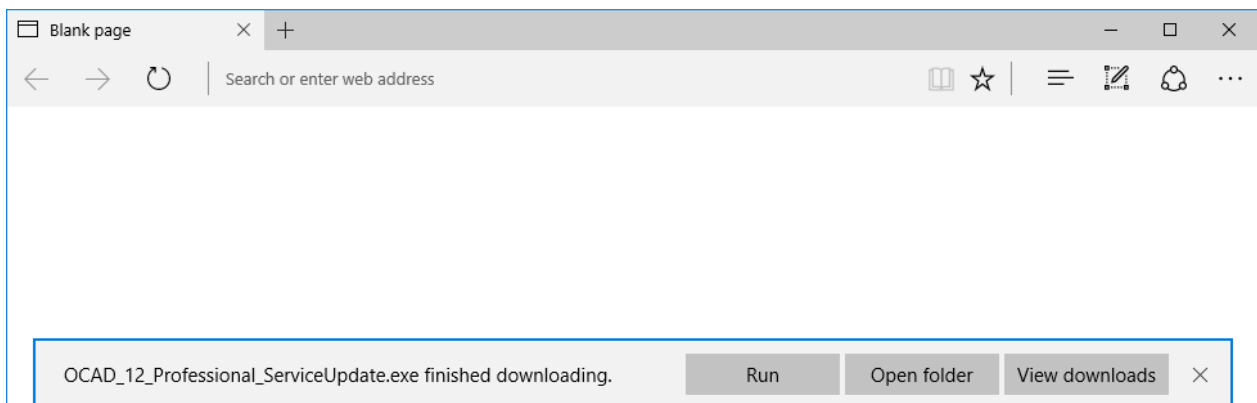 Blank page
Search or enter web address
OCAD_12_Professional_ServiceUpdate.exe finished downloading. Run Open folder View downloads